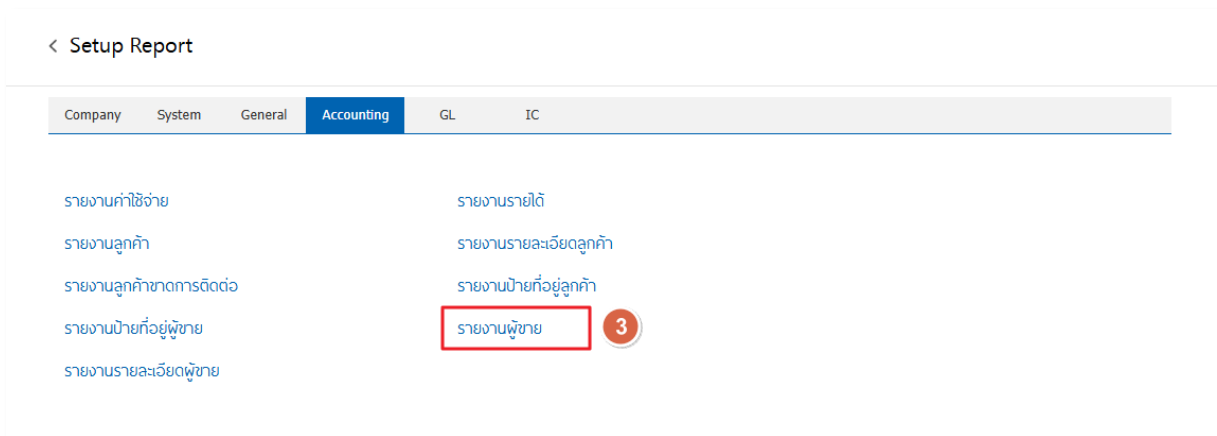 < Setup Report
Company System General Accounting GL IC
รายงานค่าใช้จ่าย รายงานรายได้
รายงานลูกค้า รายงานรายละเอียดลูกค้า
รายงานลูกค้าขาดการติดต่อ รายงานป้ายที่อยู่ลูกค้า
รายงานป้ายที่อยู่ผู้ขาย รายงานผู้ขาย 3
รายงานรายละเอียดผู้ขาย